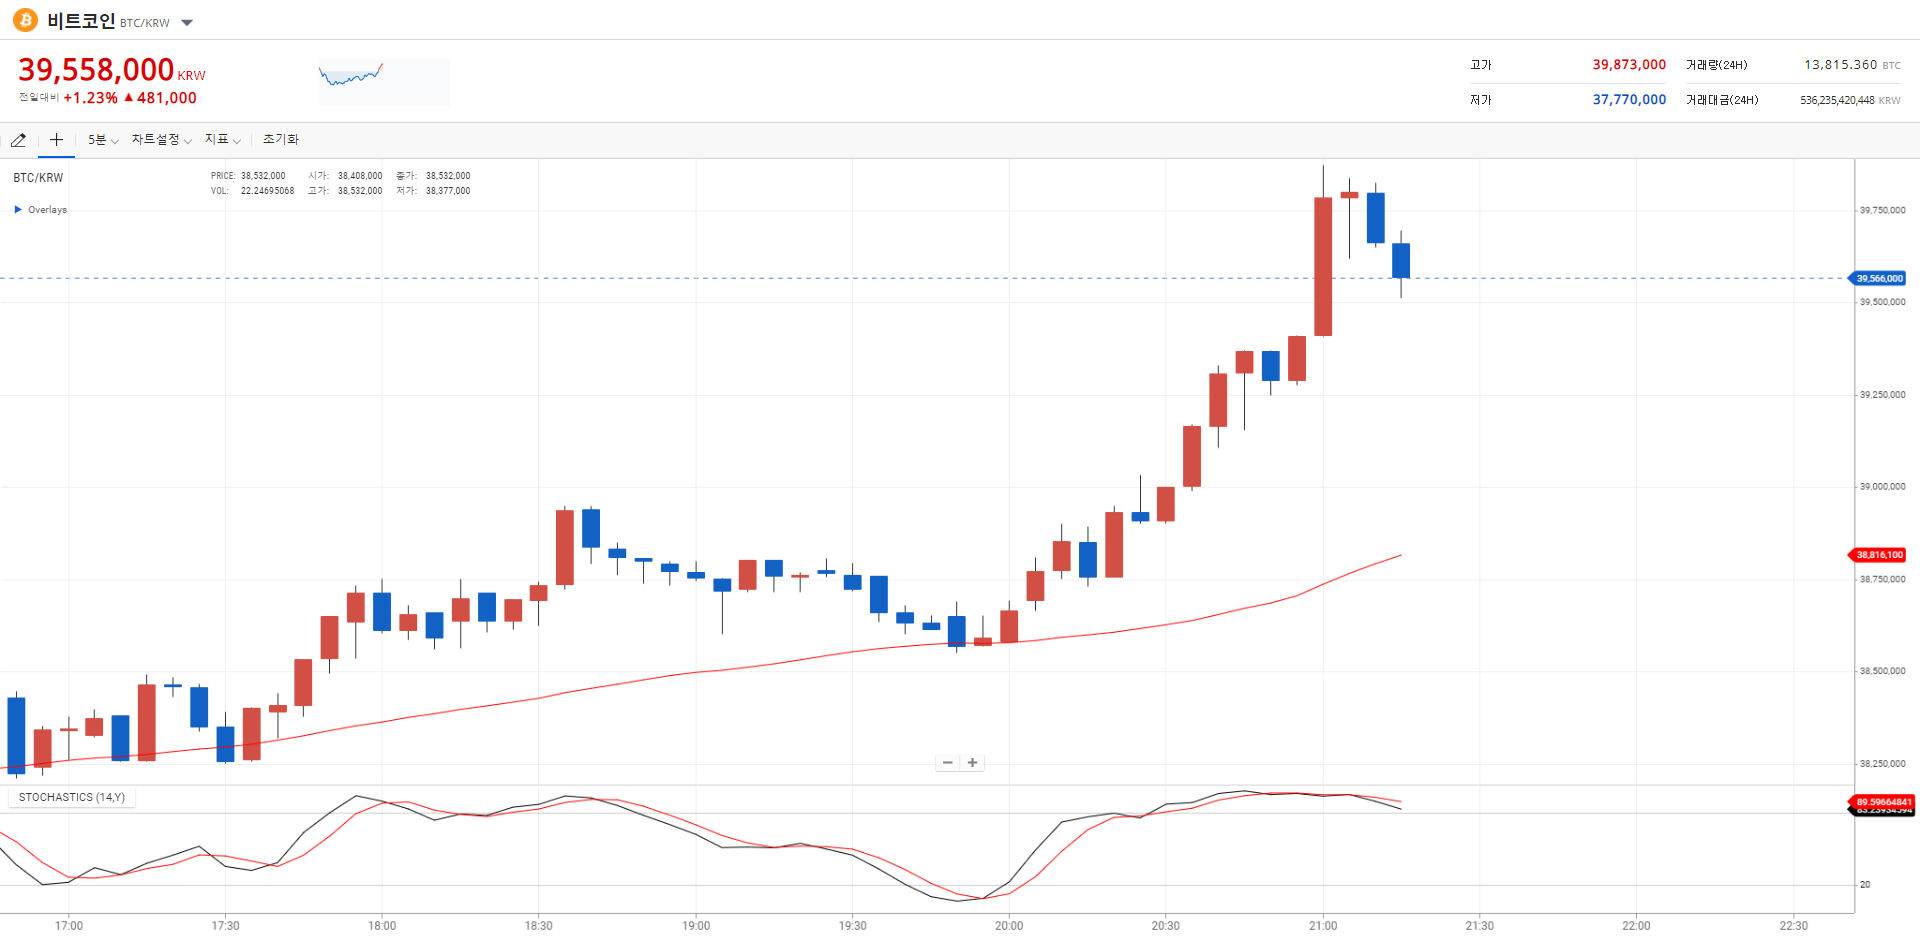 비트코인 BTC/KRW
39,558,000 KRW
전일대비 +1.23% ▲ 481,000
고가 39,873,000 거래량(24H) 13,815.360 BTC
저가 37,770,000 거래대금(24H) 536,235,420,448 KRW
5분 차트설정 지표 초기화
BTC/KRW
PRICE: 38,532,000 시가: 38,408,000 종가: 38,532,000
VOL: 22.24695068 고가: 38,532,000 저가: 38,377,000
Overlays
39,750,000
39,566,000
39,500,000
39,250,000
39,000,000
38,816,100
38,750,000
38,500,000
38,250,000
STOCHASTICS (14,Y)
89.59664841
20
17:00 17:30 18:00 18:30 19:00 19:30 20:00 20:30 21:00 21:30 22:00 22:30